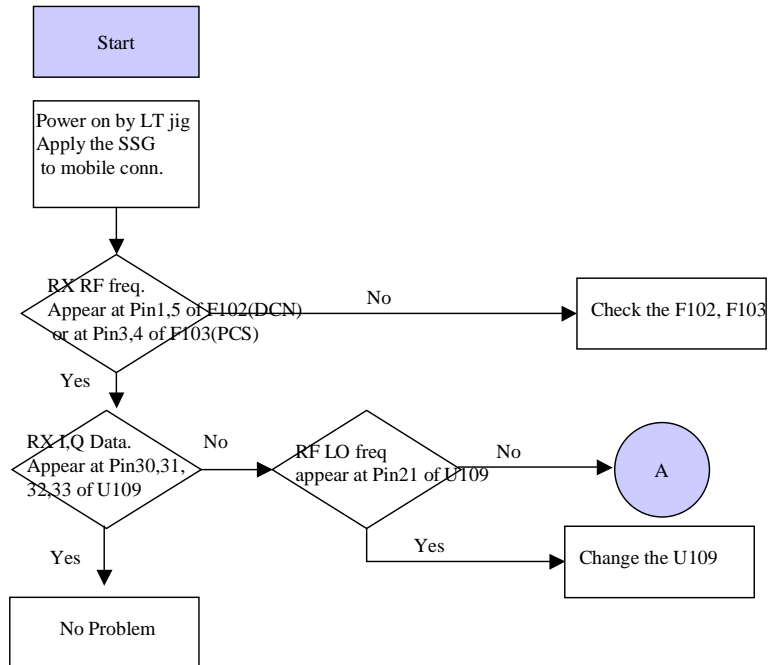 Start
Power on by LT jig
Apply the SSG
to mobile conn.
RX RF freq.
Appear at Pin1,5 of F102(DCN)
or at Pin3,4 of F103(PCS)
No
Check the F102, F103
Yes
RX I,Q Data.
Appear at Pin30,31,
32,33 of U109
No
RF LO freq
appear at Pin21 of U109
No
A
Yes
Yes
Change the U109
No Problem